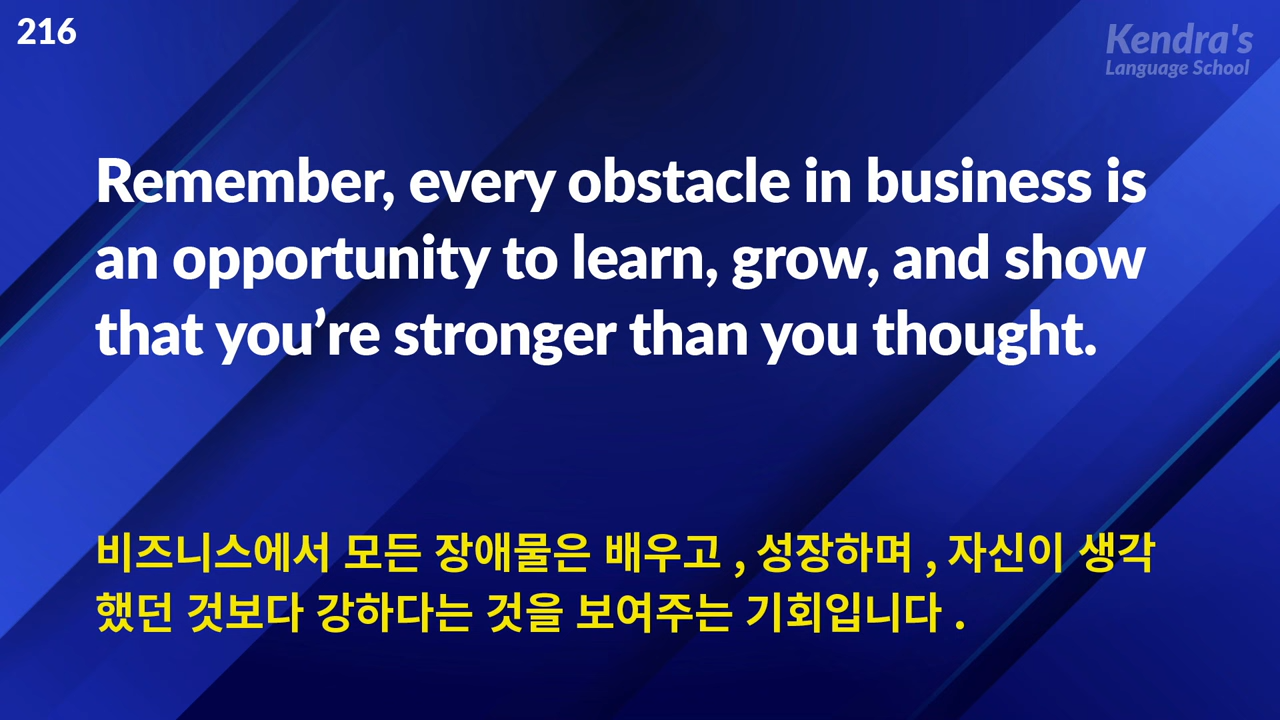 216
Kendra's
Language School
Remember, every obstacle in business is
an opportunity to learn, grow, and show
that you’re stronger than you thought.
비즈니스에서 모든 장애물은 배우고 , 성장하며 , 자신이 생각
했던 것보다 강하다는 것을 보여주는 기회입니다 .